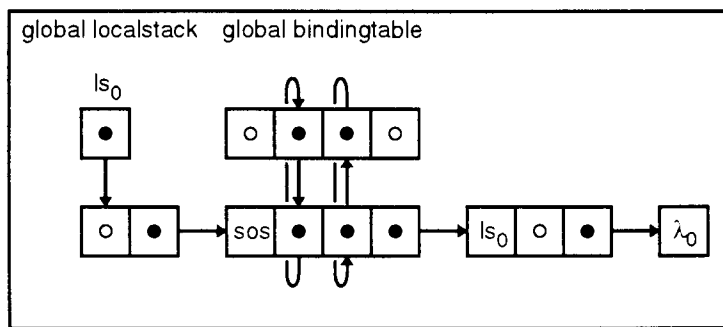 global localstack global bindingtable
ls₀
sos ls₀ λ₀